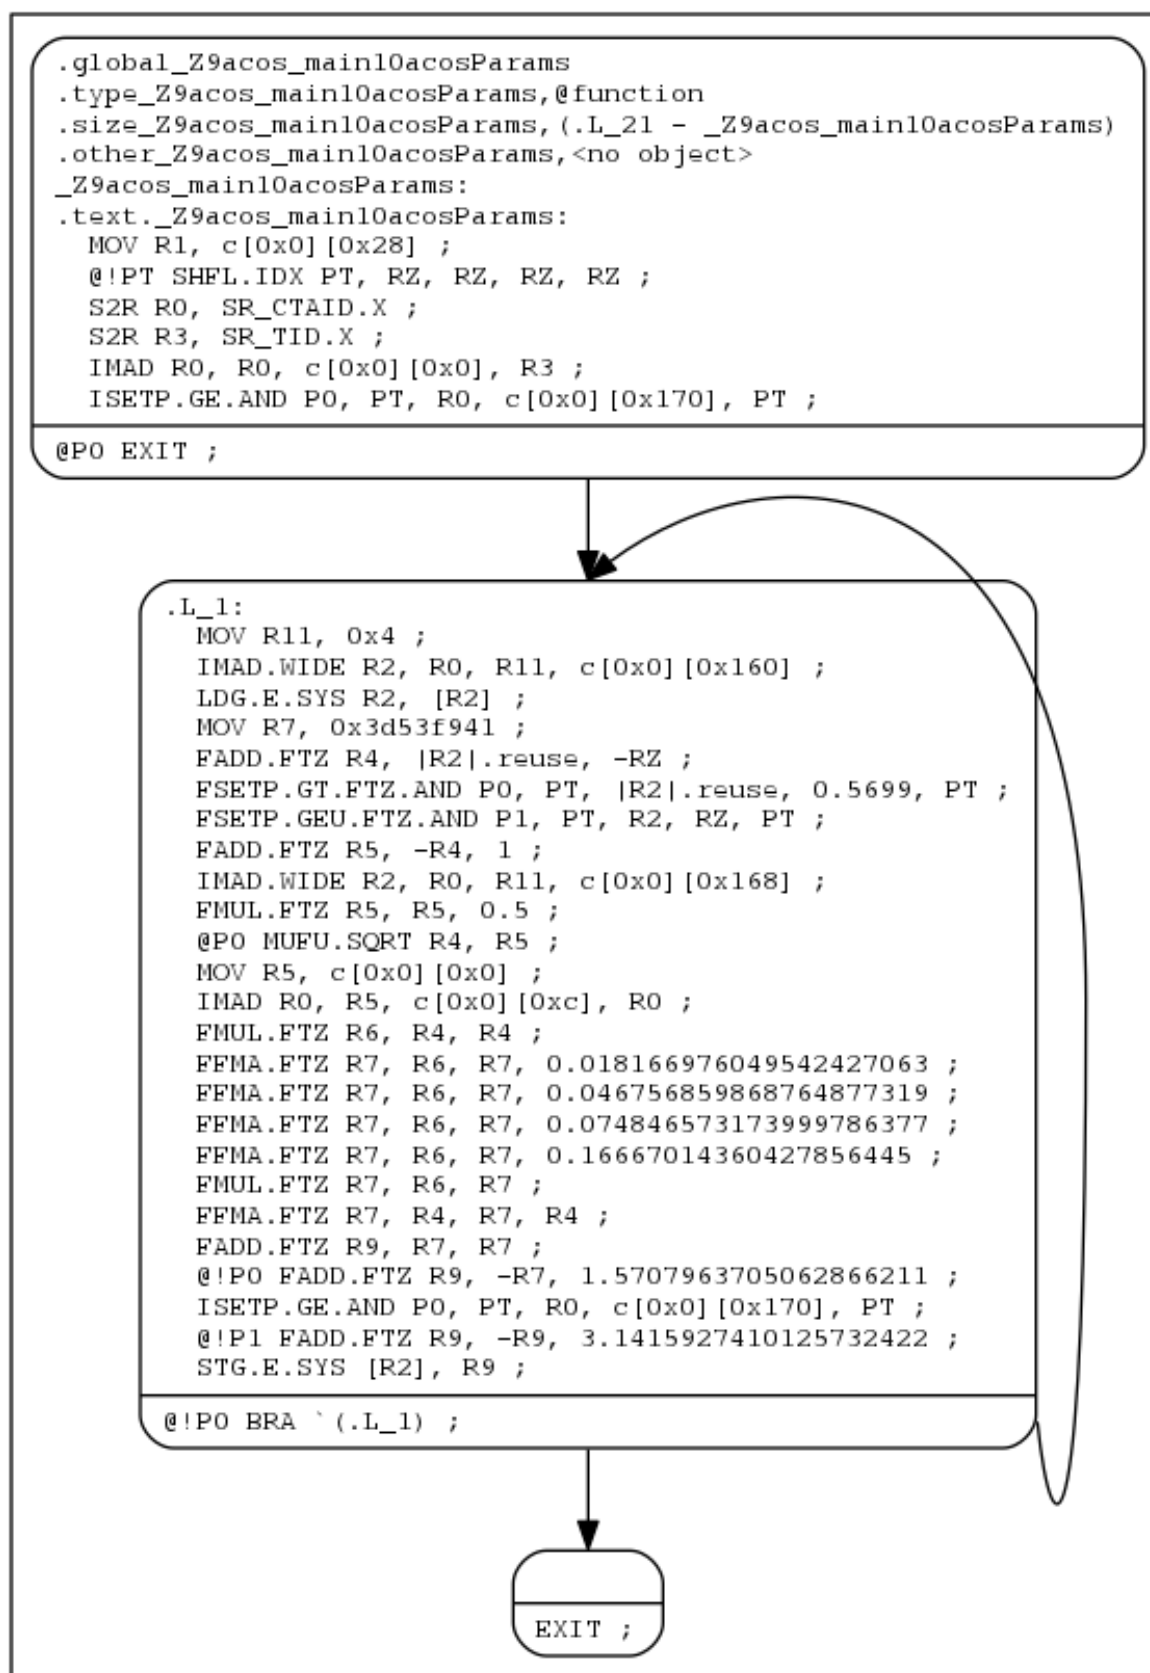 .global_Z9acos_main10acosParams
.type_Z9acos_main10acosParams,@function
.size_Z9acos_main10acosParams,(.L_21 - _Z9acos_main10acosParams)
.other_Z9acos_main10acosParams,<no object>
_Z9acos_main10acosParams:
.text._Z9acos_main10acosParams:
MOV R1, c[0x0][0x28] ;
@!PT SHFL.IDX PT, RZ, RZ, RZ, RZ ;
S2R R0, SR_CTAID.X ;
S2R R3, SR_TID.X ;
IMAD R0, R0, c[0x0][0x0], R3 ;
ISETP.GE.AND P0, PT, R0, c[0x0][0x170], PT ;
@P0 EXIT ;
.L_1:
MOV R11, 0x4 ;
IMAD.WIDE R2, R0, R11, c[0x0][0x160] ;
LDG.E.SYS R2, [R2] ;
MOV R7, 0x3d53f941 ;
FADD.FTZ R4, |R2|.reuse, -RZ ;
FSETP.GT.FTZ.AND P0, PT, |R2|.reuse, 0.5699, PT ;
FSETP.GEU.FTZ.AND P1, PT, R2, RZ, PT ;
FADD.FTZ R5, -R4, 1 ;
IMAD.WIDE R2, R0, R11, c[0x0][0x168] ;
FMUL.FTZ R5, R5, 0.5 ;
@P0 MUFU.SQRT R4, R5 ;
MOV R5, c[0x0][0x0] ;
IMAD R0, R5, c[0x0][0xc], R0 ;
FMUL.FTZ R6, R4, R4 ;
FFMA.FTZ R7, R6, R7, 0.018166976049542427063 ;
FFMA.FTZ R7, R6, R7, 0.046756859868764877319 ;
FFMA.FTZ R7, R6, R7, 0.074846573173999786377 ;
FFMA.FTZ R7, R6, R7, 0.16667014360427856445 ;
FMUL.FTZ R7, R6, R7 ;
FFMA.FTZ R7, R4, R7, R4 ;
FADD.FTZ R9, R7, R7 ;
@!P0 FADD.FTZ R9, -R7, 1.5707963705062866211 ;
ISETP.GE.AND P0, PT, R0, c[0x0][0x170], PT ;
@!P1 FADD.FTZ R9, -R9, 3.1415927410125732422 ;
STG.E.SYS [R2], R9 ;
@!P0 BRA `(.L_1) ;
EXIT ;